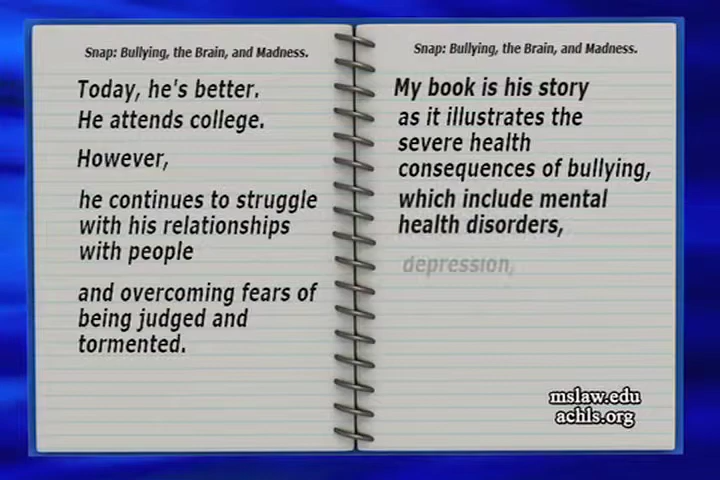 Snap: Bullying, the Brain, and Madness.
Today, he's better.
He attends college.
However,
he continues to struggle
with his relationships
with people
and overcoming fears of
being judged and
tormented.
Snap: Bullying, the Brain, and Madness.
My book is his story
as it illustrates the
severe health
consequences of bullying,
which include mental
health disorders,
depression,
mslaw.edu
achls.org